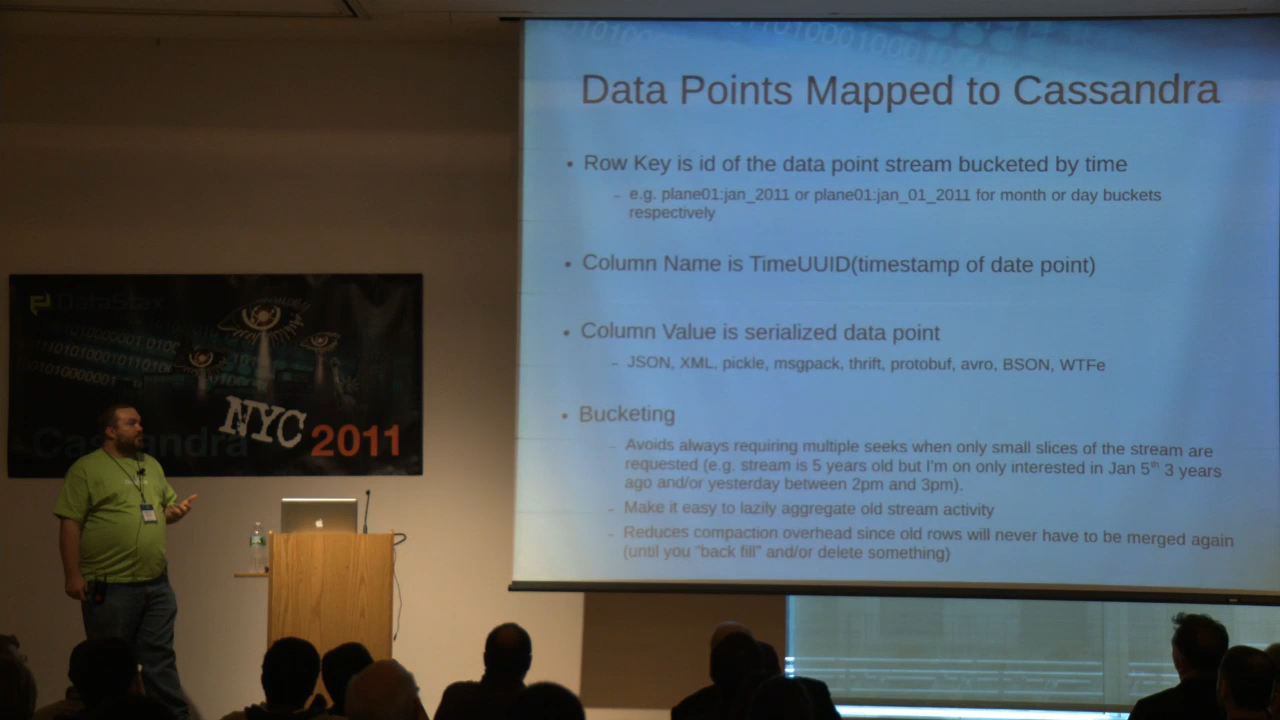 Data Points Mapped to Cassandra
• Row Key is id of the data point stream bucketed by time
– e.g. plane01:jan_2011 or plane01:jan_01_2011 for month or day buckets
respectively
• Column Name is TimeUUID(timestamp of date point)
• Column Value is serialized data point
– JSON, XML, pickle, msgpack, thrift, protobuf, avro, BSON, WTFe
• Bucketing
– Avoids always requiring multiple seeks when only small slices of the stream are
requested (e.g. stream is 5 years old but I'm on only interested in Jan 5th 3 years
ago and/or yesterday between 2pm and 3pm).
– Make it easy to lazily aggregate old stream activity
– Reduces compaction overhead since old rows will never have to be merged again
(until you "back fill" and/or delete something)
DataStax
Cassandra
NYC 2011